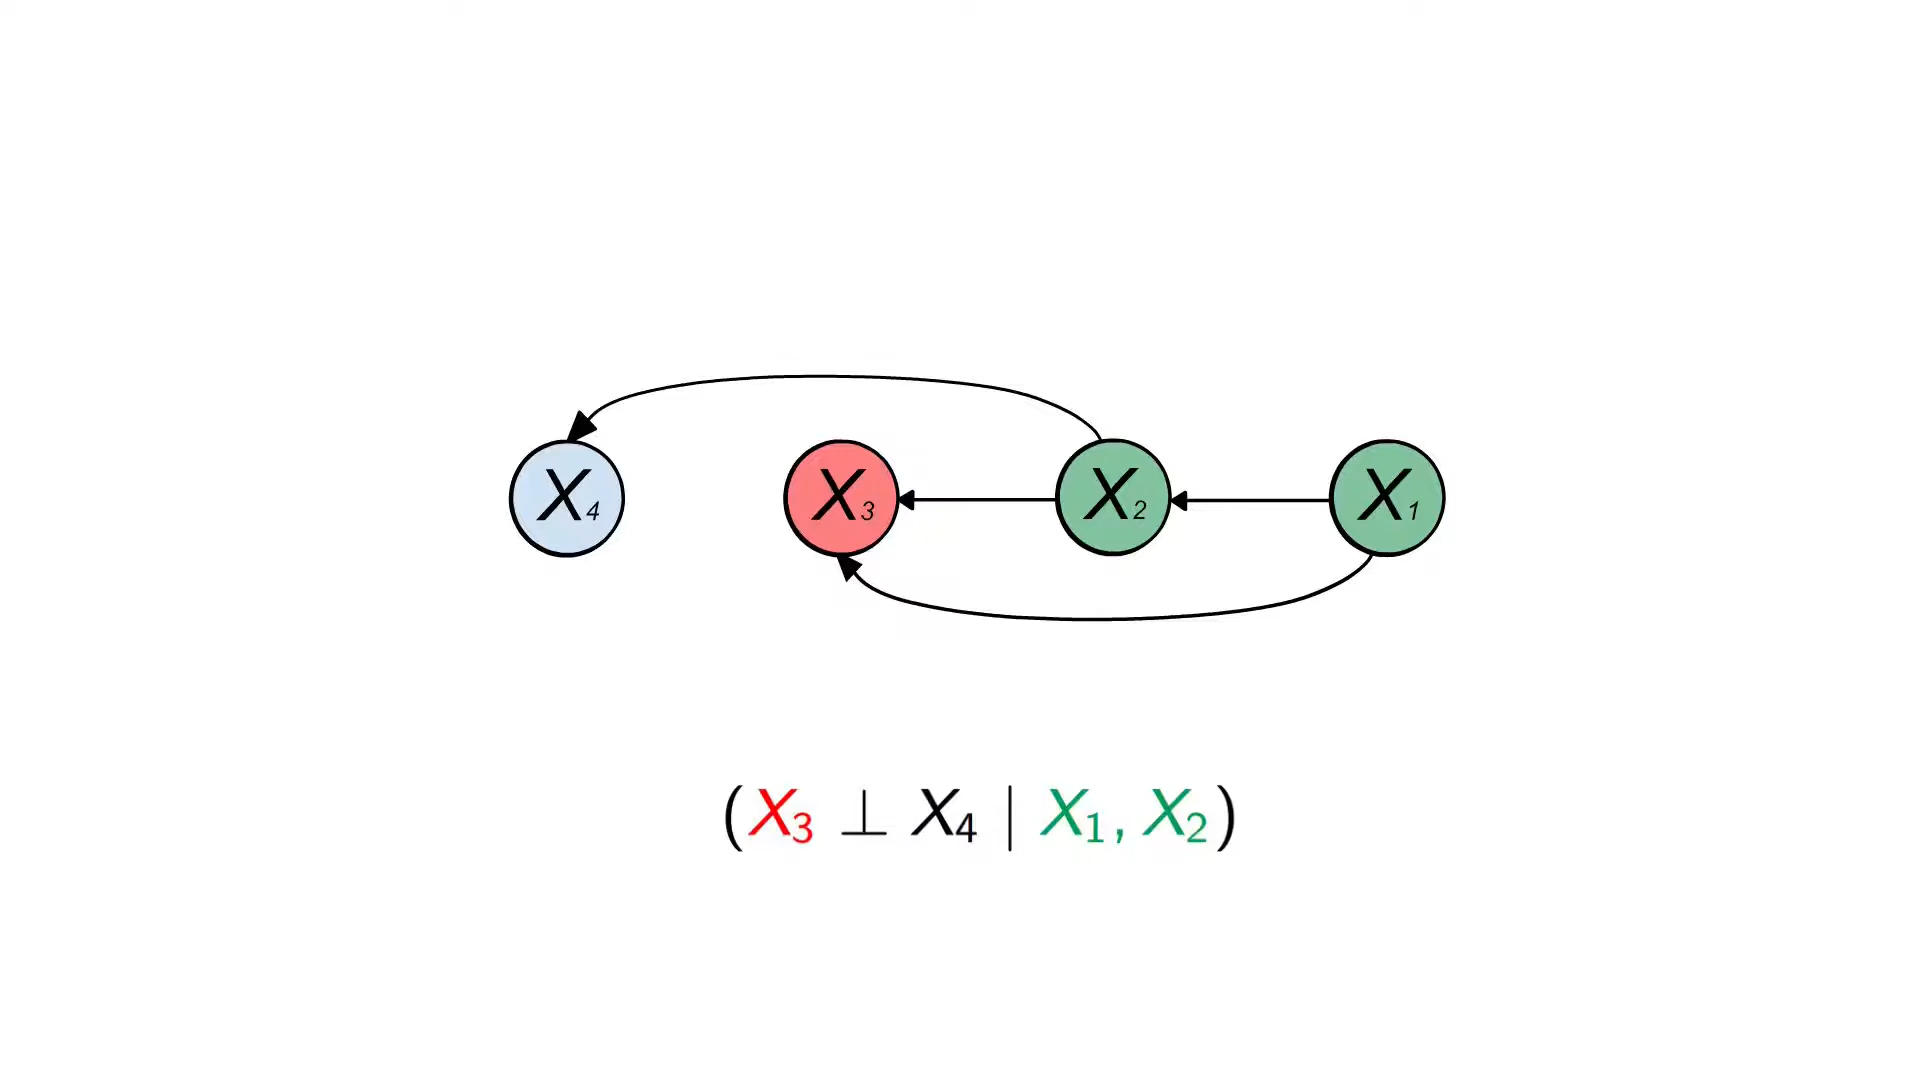 X₄ X₃ X₂ X₁
(X₃ ⊥ X₄ | X₁, X₂)